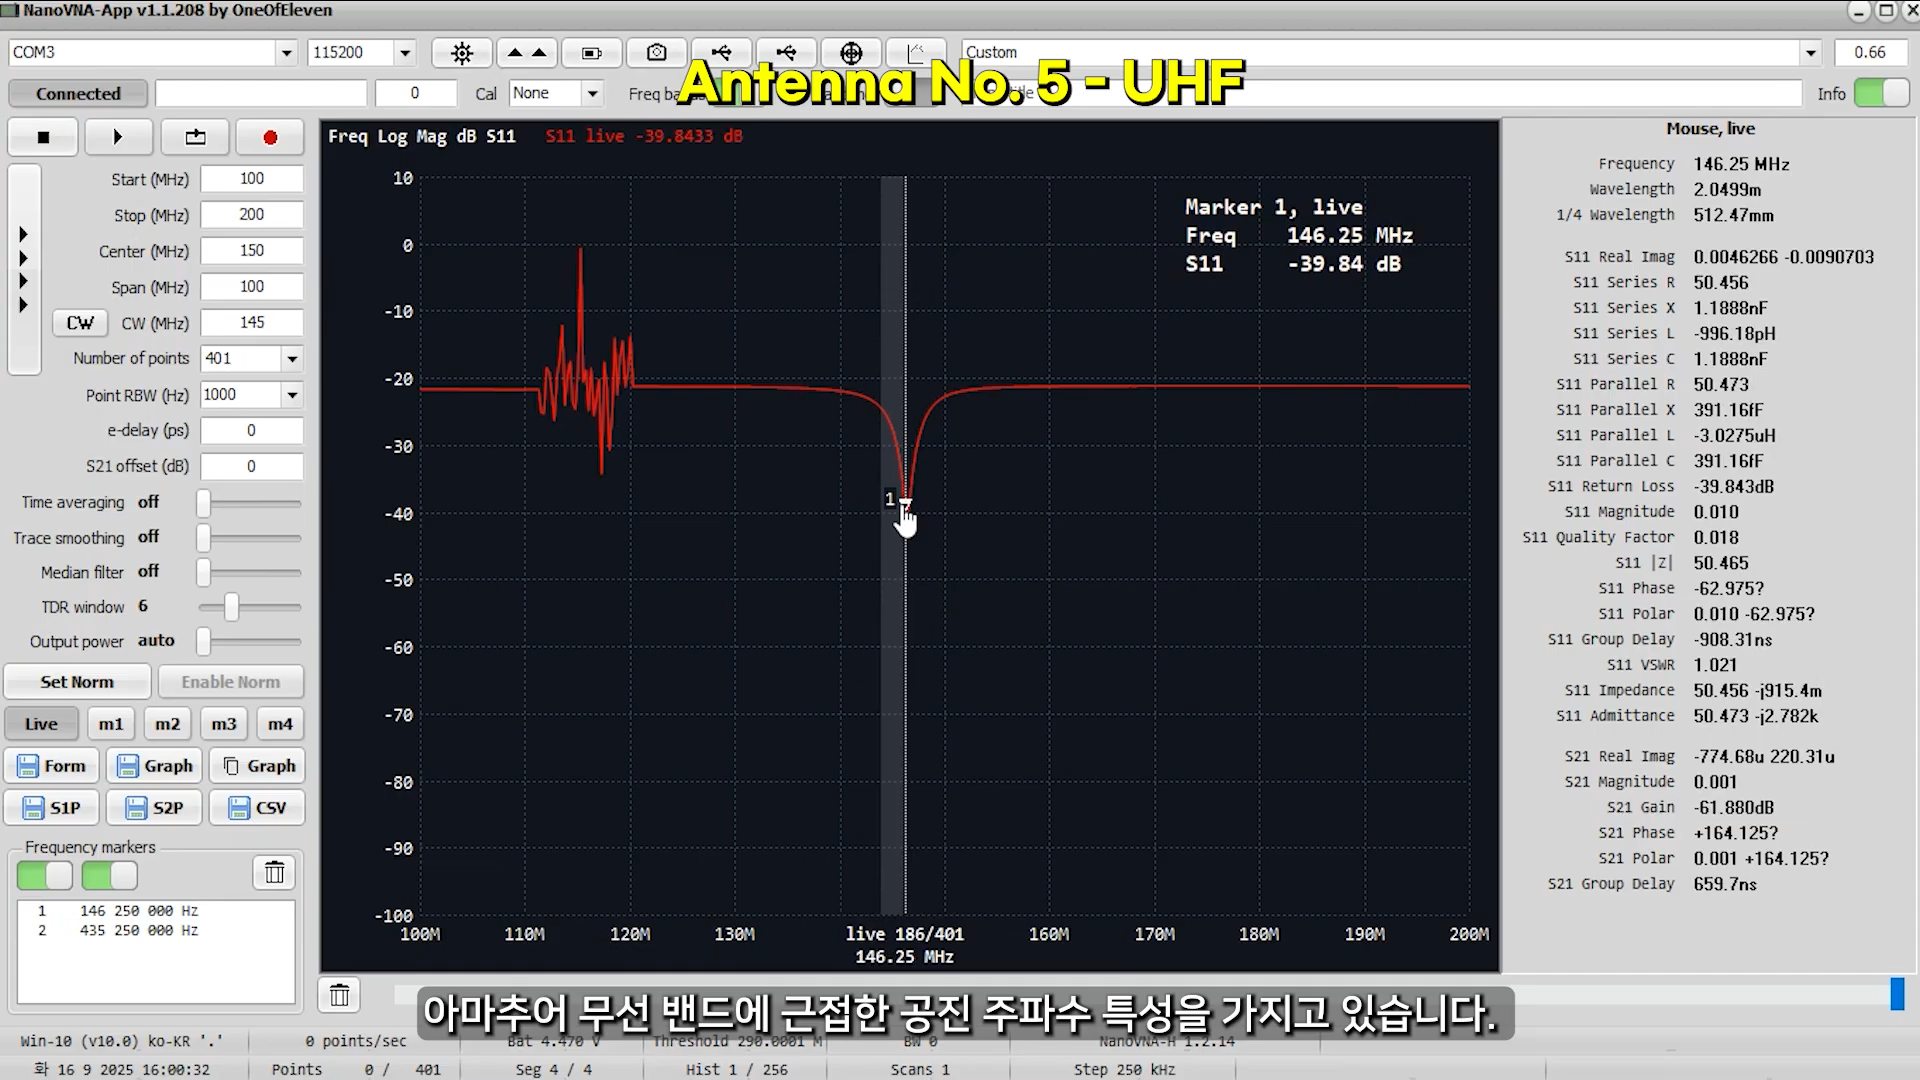 NanoVNA-App v1.1.208 by OneOfEleven
COM3
115200
Custom
0.66
Antenna No. 5 - UHF
Connected
0
Cal
None
Info
Start (MHz) 100
Stop (MHz) 200
Center (MHz) 150
Span (MHz) 100
CW CW (MHz) 145
Number of points 401
Point RBW (Hz) 1000
e-delay (ps) 0
S21 offset (dB) 0
Time averaging off
Trace smoothing off
Median filter off
TDR window 6
Output power auto
Set Norm Enable Norm
Live m1 m2 m3 m4
Form Graph Graph
S1P S2P CSV
Frequency markers
1 146 250 000 Hz
2 435 250 000 Hz
Freq Log Mag dB S11 S11 live -39.8433 dB
10
0
-10
-20
-30
-40
-50
-60
-70
-80
-90
-100
Marker 1, live
Freq 146.25 MHz
S11 -39.84 dB
1
100M 110M 120M 130M live 186/401 160M 170M 180M 190M 200M
146.25 MHz
Mouse, live
Frequency 146.25 MHz
Wavelength 2.0499m
1/4 Wavelength 512.47mm
S11 Real Imag 0.0046266 -0.0090703
S11 Series R 50.456
S11 Series X 1.1888nF
S11 Series L -996.18pH
S11 Series C 1.1888nF
S11 Parallel R 50.473
S11 Parallel X 391.16fF
S11 Parallel L -3.0275uH
S11 Parallel C 391.16fF
S11 Return Loss -39.843dB
S11 Magnitude 0.010
S11 Quality Factor 0.018
S11 |Z| 50.465
S11 Phase -62.975?
S11 Polar 0.010 -62.975?
S11 Group Delay -908.31ns
S11 VSWR 1.021
S11 Impedance 50.456 -j915.4m
S11 Admittance 50.473 -j2.782k
S21 Real Imag -774.68u 220.31u
S21 Magnitude 0.001
S21 Gain -61.880dB
S21 Phase +164.125?
S21 Polar 0.001 +164.125?
S21 Group Delay 659.7ns
아마추어 무선 밴드에 근접한 공진 주파수 특성을 가지고 있습니다.
Win-10 (v10.0) ko-KR '.' 0 points/sec Bat 4.470 V Threshold 290.0001 M BW 0 NanoVNA-H 1.2.14
화 16 9 2025 16:00:32 Points 0 / 401 Seg 4 / 4 Hist 1 / 256 Scans 1 Step 250 kHz